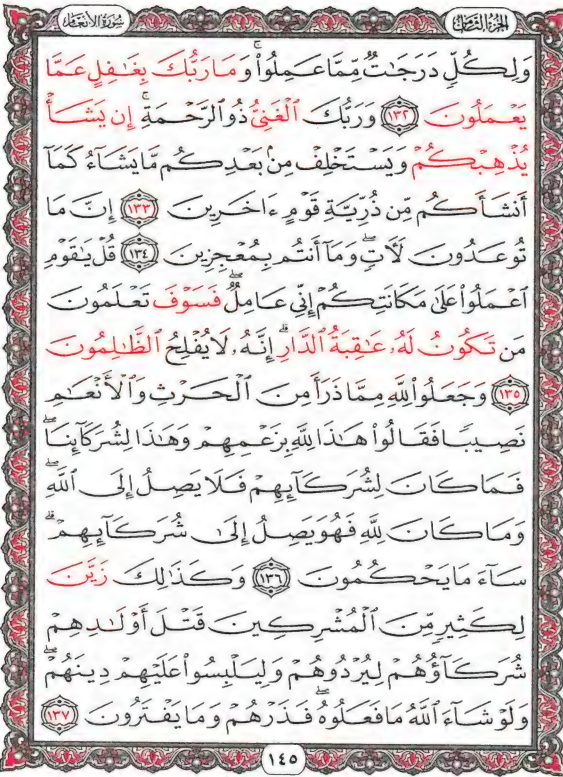 الجزء الثامن سورة الأنعام
وَلِكُلٍّ دَرَجَٰتٌ مِّمَّا عَمِلُوا۟ ۚ وَمَا رَبُّكَ بِغَٰفِلٍ عَمَّا
يَعْمَلُونَ ١٣٢ وَرَبُّكَ ٱلْغَنِىُّ ذُو ٱلرَّحْمَةِ ۚ إِن يَشَأْ
يُذْهِبْكُمْ وَيَسْتَخْلِفْ مِنۢ بَعْدِكُم مَّا يَشَآءُ كَمَآ
أَنشَأَكُم مِّن ذُرِّيَّةِ قَوْمٍ ءَاخَرِينَ ١٣٣ إِنَّ مَا
تُوعَدُونَ لَءَاتٍ ۖ وَمَآ أَنتُم بِمُعْجِزِينَ ١٣٤ قُلْ يَٰقَوْمِ
ٱعْمَلُوا۟ عَلَىٰ مَكَانَتِكُمْ إِنِّى عَامِلٌ ۖ فَسَوْفَ تَعْلَمُونَ
مَن تَكُونُ لَهُۥ عَٰقِبَةُ ٱلدَّارِ ۗ إِنَّهُۥ لَا يُفْلِحُ ٱلظَّٰلِمُونَ
١٣٥ وَجَعَلُوا۟ لِلَّهِ مِمَّا ذَرَأَ مِنَ ٱلْحَرْثِ وَٱلْأَنْعَٰمِ
نَصِيبًا فَقَالُوا۟ هَٰذَا لِلَّهِ بِزَعْمِهِمْ وَهَٰذَا لِشُرَكَآئِنَا ۖ
فَمَا كَانَ لِشُرَكَآئِهِمْ فَلَا يَصِلُ إِلَى ٱللَّهِ ۖ
وَمَا كَانَ لِلَّهِ فَهُوَ يَصِلُ إِلَىٰ شُرَكَآئِهِمْ ۗ
سَآءَ مَا يَحْكُمُونَ ١٣٦ وَكَذَٰلِكَ زَيَّنَ
لِكَثِيرٍ مِّنَ ٱلْمُشْرِكِينَ قَتْلَ أَوْلَٰدِهِمْ
شُرَكَآؤُهُمْ لِيُرْدُوهُمْ وَلِيَلْبِسُوا۟ عَلَيْهِمْ دِينَهُمْ ۖ
وَلَوْ شَآءَ ٱللَّهُ مَا فَعَلُوهُ ۖ فَذَرْهُمْ وَمَا يَفْتَرُونَ ١٣٧
١٤٥